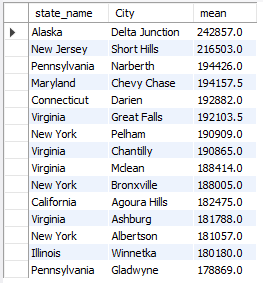 state_name City mean
Alaska Delta Junction 242857.0
New Jersey Short Hills 216503.0
Pennsylvania Narberth 194426.0
Maryland Chevy Chase 194157.5
Connecticut Darien 192882.0
Virginia Great Falls 192103.5
New York Pelham 190909.0
Virginia Chantilly 190865.0
Virginia Mclean 188414.0
New York Bronxville 188005.0
California Agoura Hills 182475.0
Virginia Ashburg 181788.0
New York Albertson 181057.0
Illinois Winnetka 180180.0
Pennsylvania Gladwyne 178869.0